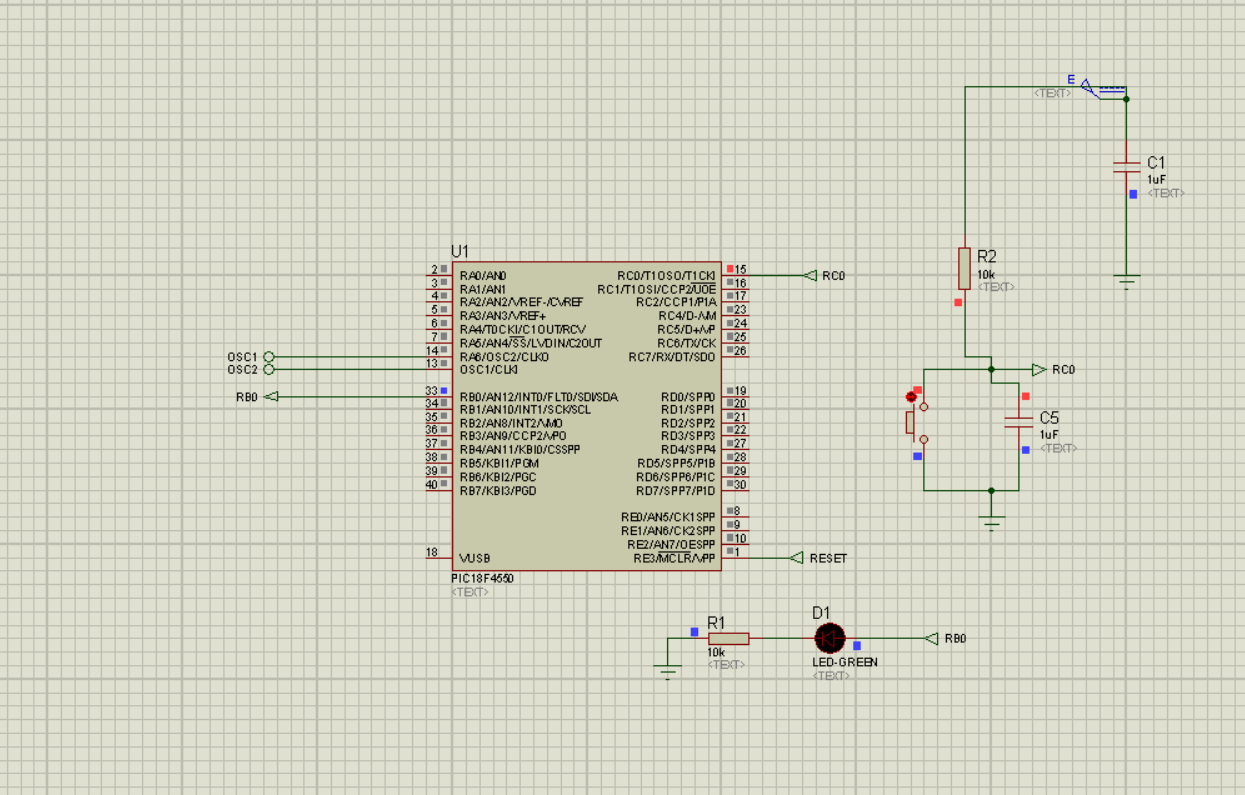 E
<TEXT>
C1
1uF
<TEXT>
R2
10k
<TEXT>
U1
2
RA0/AN0
3
RA1/AN1
4
RA2/AN2/VREF-/CVREF
5
RA3/AN3/VREF+
6
RA4/T0CKI/C1OUT/RCV
7
RA5/AN4/SS/LVDIN/C2OUT
14
RA6/OSC2/CLKO
13
OSC1/CLKI
OSC1
OSC2
33
RB0/AN12/INT0/FLT0/SDI/SDA
34
RB1/AN10/INT1/SCK/SCL
35
RB2/AN8/INT2/VMO
36
RB3/AN9/CCP2/VPO
37
RB4/AN11/KBI0/CSSPP
38
RB5/KBI1/PGM
39
RB6/KBI2/PGC
40
RB7/KBI3/PGD
RB0
18
VUSB
RC0/T1OSO/T1CKI
15
RC1/T1OSI/CCP2/UOE
16
RC2/CCP1/P1A
17
RC4/D-/VM
23
RC5/D+/VP
24
RC6/TX/CK
25
RC7/RX/DT/SDO
26
RC0
RD0/SPP0
19
RD1/SPP1
20
RD2/SPP2
21
RD3/SPP3
22
RD4/SPP4
27
RD5/SPP5/P1B
28
RD6/SPP6/P1C
29
RD7/SPP7/P1D
30
RE0/AN5/CK1SPP
8
RE1/AN6/CK2SPP
9
RE2/AN7/OESPP
10
RE3/MCLR/VPP
1
RESET
PIC18F4550
<TEXT>
RC0
C5
1uF
<TEXT>
R1
10k
<TEXT>
D1
LED-GREEN
<TEXT>
RB0